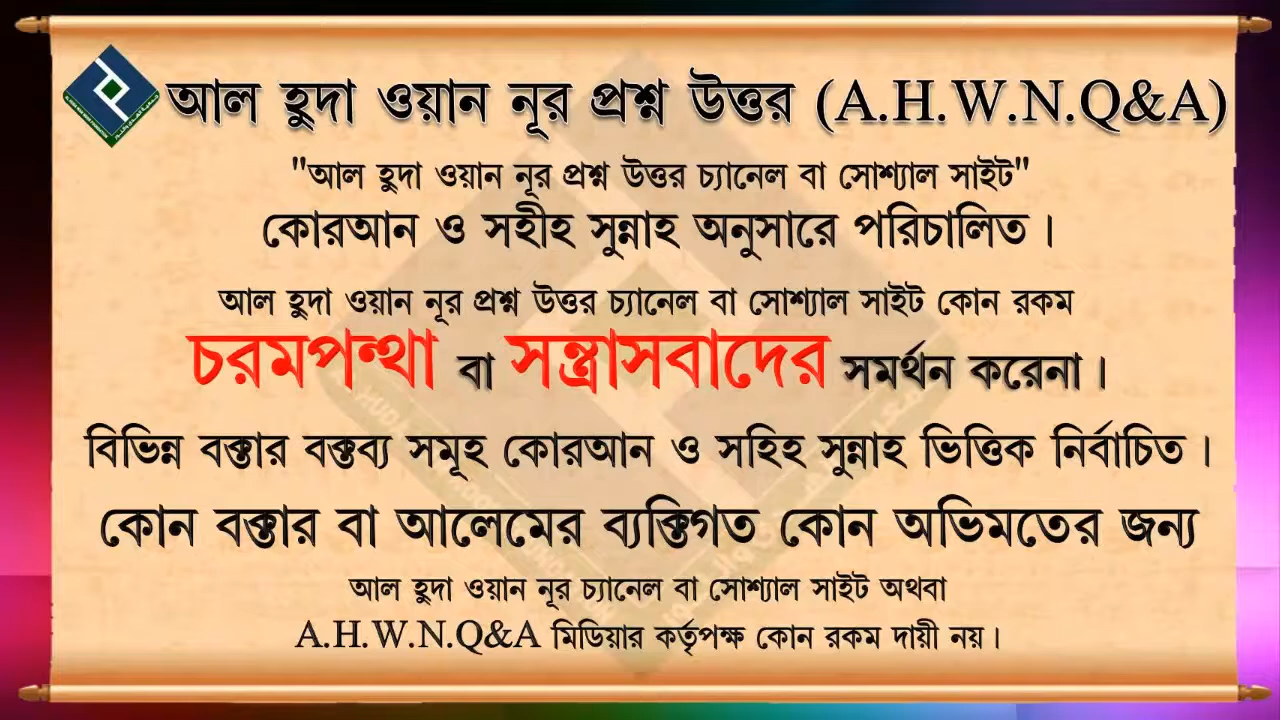 আল হুদা ওয়ান নূর প্রশ্ন উত্তর (A.H.W.N.Q&A)
"আল হুদা ওয়ান নূর প্রশ্ন উত্তর চ্যানেল বা সোশ্যাল সাইট"
কোরআন ও সহীহ সুন্নাহ অনুসারে পরিচালিত।
আল হুদা ওয়ান নূর প্রশ্ন উত্তর চ্যানেল বা সোশ্যাল সাইট কোন রকম
চরমপন্থা বা সন্ত্রাসবাদের সমর্থন করেনা।
বিভিন্ন বক্তার বক্তব্য সমূহ কোরআন ও সহিহ সুন্নাহ ভিত্তিক নির্বাচিত।
কোন বক্তার বা আলেমের ব্যক্তিগত কোন অভিমতের জন্য
আল হুদা ওয়ান নূর চ্যানেল বা সোশ্যাল সাইট অথবা
A.H.W.N.Q&A মিডিয়ার কর্তৃপক্ষ কোন রকম দায়ী নয়।